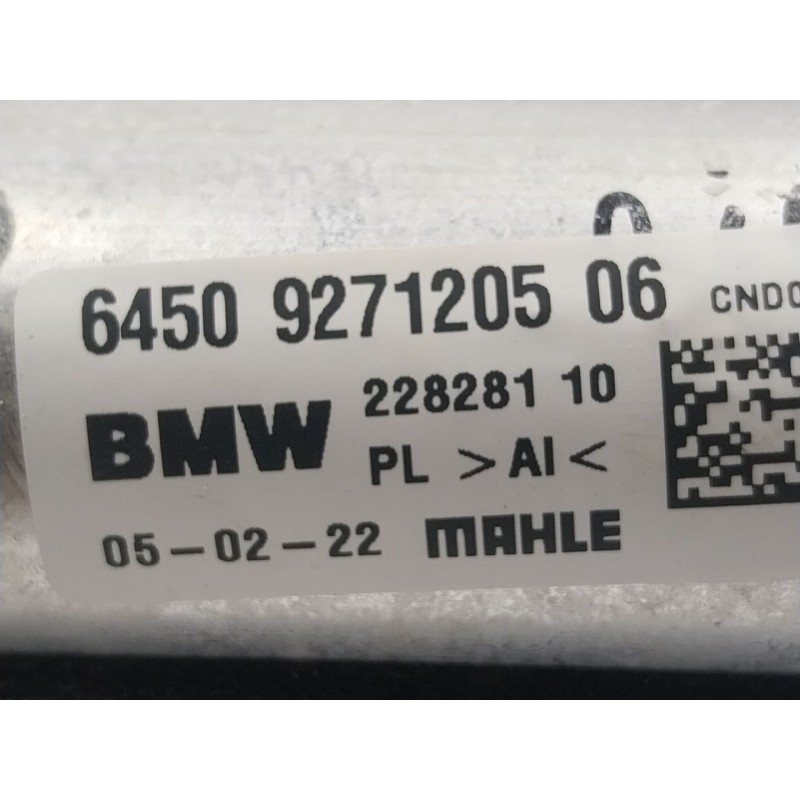 6450 9271205 06 CNDC
BMW 228281 10
PL >Al<
05-02-22 MAHLE